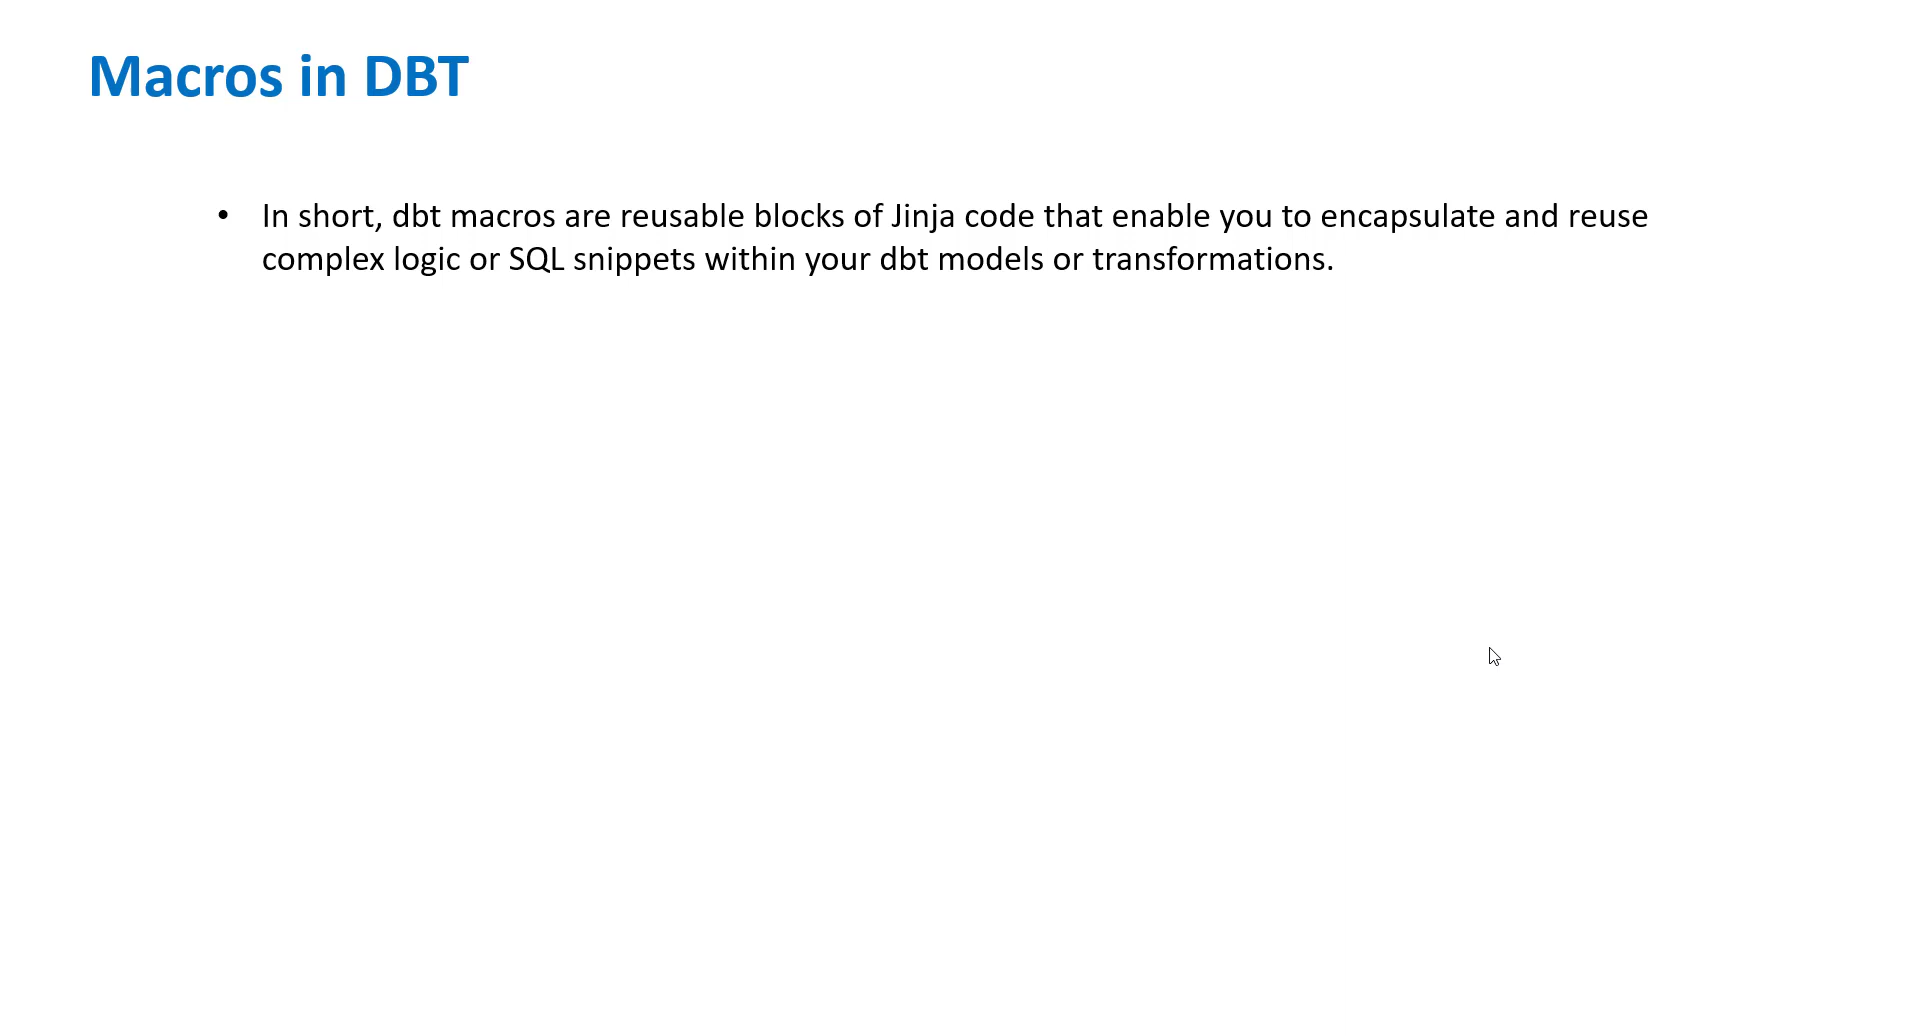 Macros in DBT
• In short, dbt macros are reusable blocks of Jinja code that enable you to encapsulate and reuse
complex logic or SQL snippets within your dbt models or transformations.